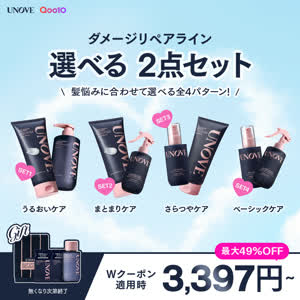 UNOVE Qoo10
ダメージリペアライン
選べる 2点セット
髪悩みに合わせて選べる全4パターン!
SET1
SET2
SET3
SET4
UNOVE
UNOVE
UNOVE
UNOVE
うるおいケア
まとまりケア
さらつやケア
ベーシックケア
Gift
無くなり次第終了
最大49%OFF
Wクーポン
適用時
3,397円~